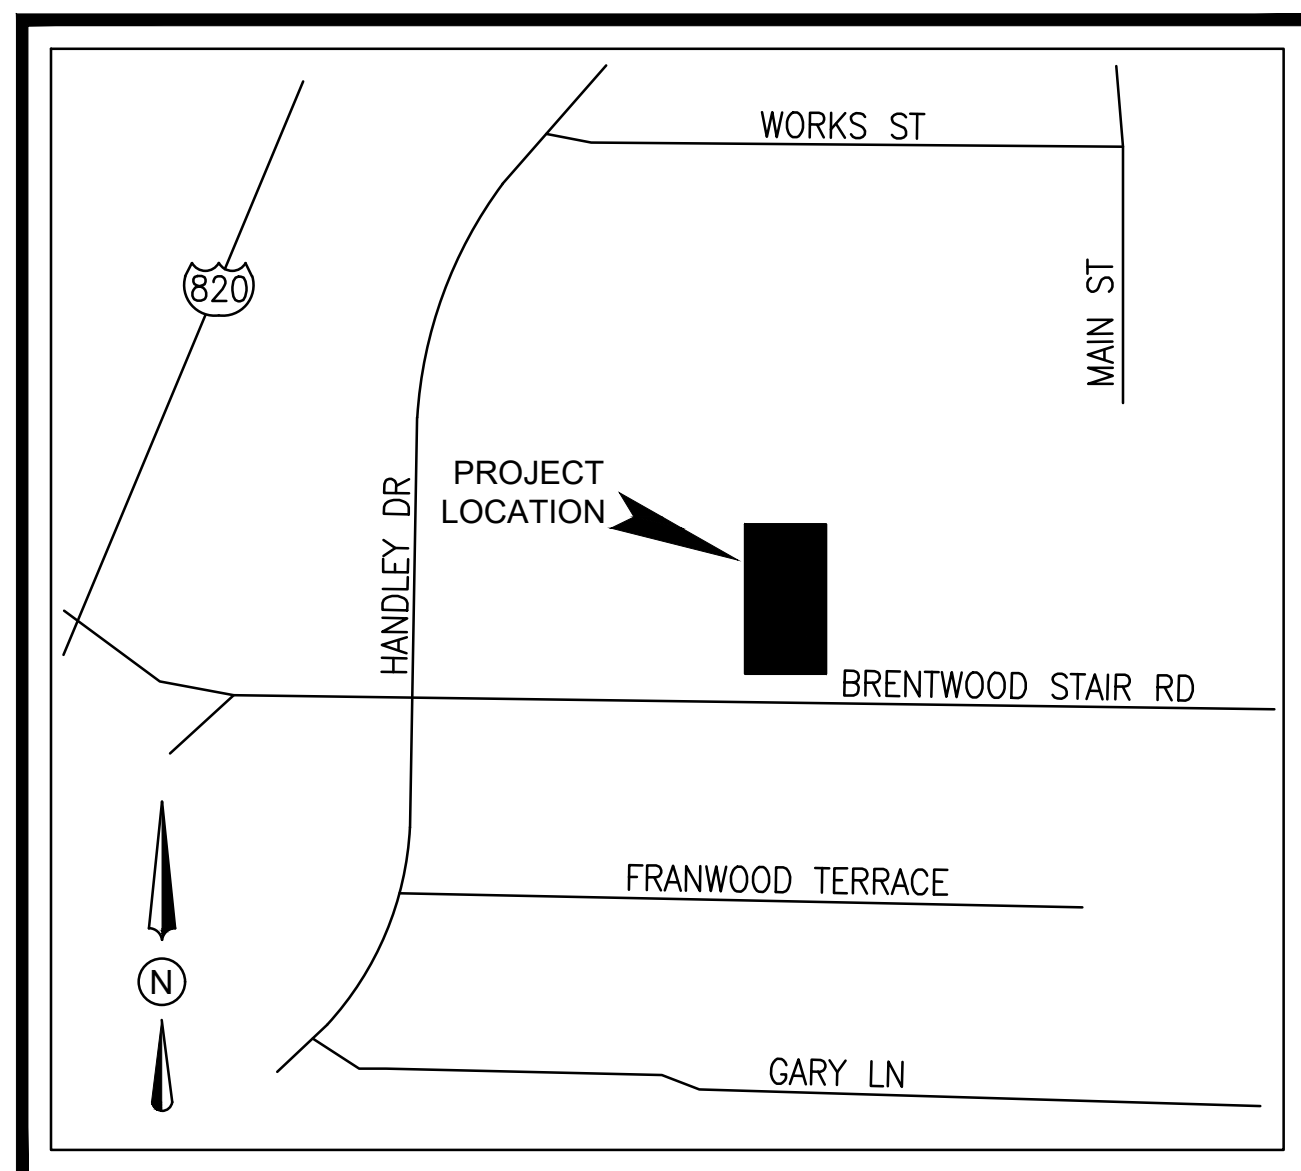 WORKS ST
820
MAIN ST
PROJECT
LOCATION
HANDLEY DR
BRENTWOOD STAIR RD
FRANWOOD TERRACE
N
GARY LN